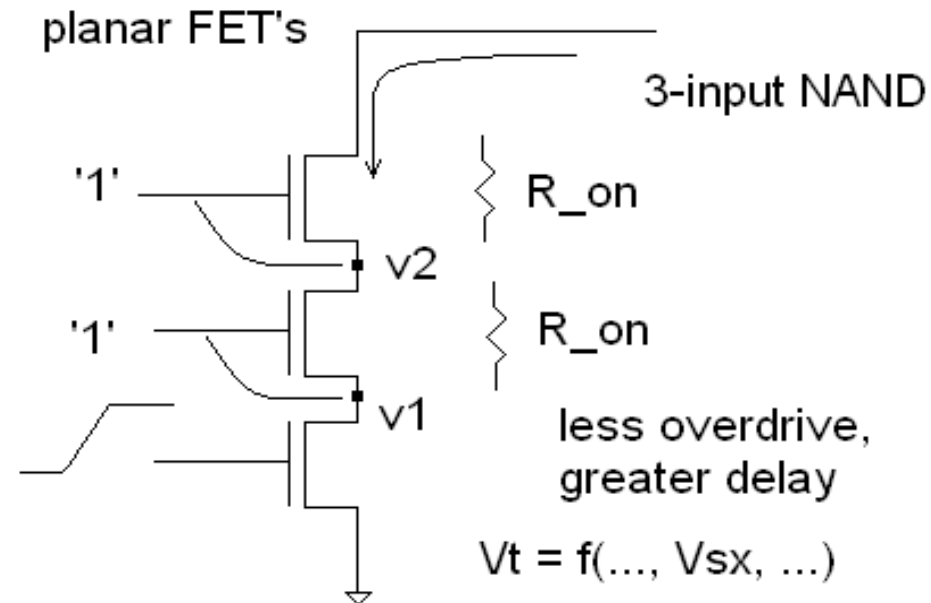 planar FET's
3-input NAND
'1'
R_on
v2
'1'
R_on
v1
less overdrive,
greater delay
Vt = f(..., Vsx, ...)